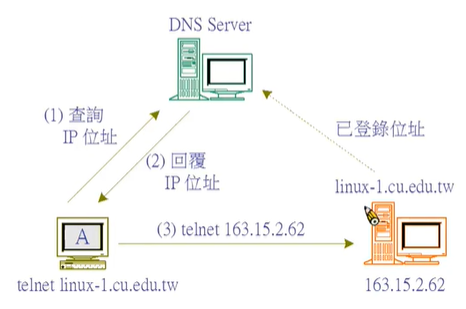 DNS Server
(1) 查詢
IP 位址
(2) 回覆
IP 位址
已登錄位址
linux-1.cu.edu.tw
A
(3) telnet 163.15.2.62
telnet linux-1.cu.edu.tw
163.15.2.62